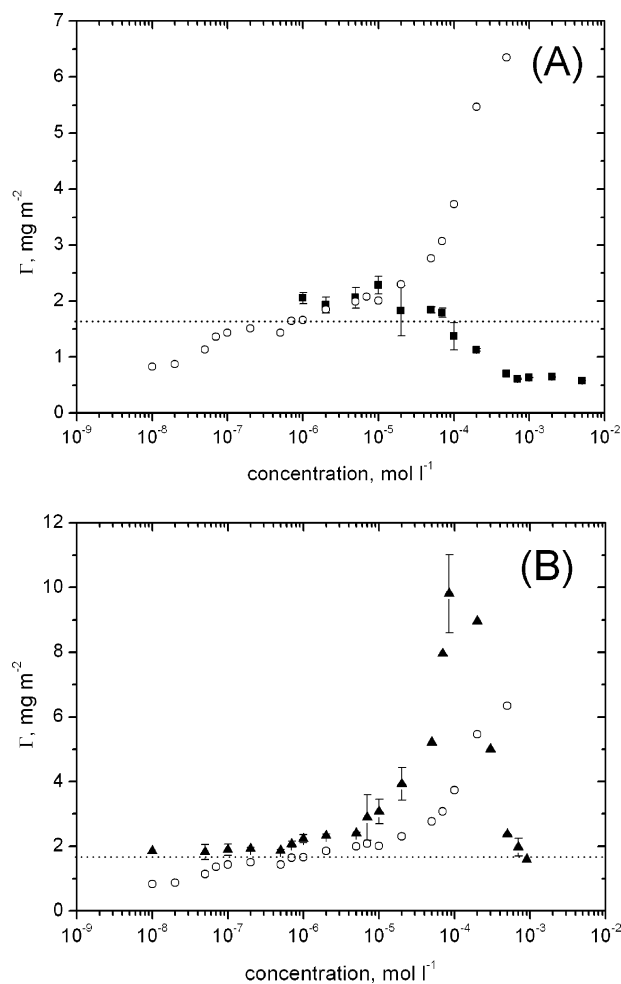 7
6
5
4
3
2
1
0
Γ, mg m⁻²
(A)
10⁻⁹ 10⁻⁸ 10⁻⁷ 10⁻⁶ 10⁻⁵ 10⁻⁴ 10⁻³ 10⁻²
concentration, mol l⁻¹
12
10
8
6
4
2
0
Γ, mg m⁻²
(B)
10⁻⁹ 10⁻⁸ 10⁻⁷ 10⁻⁶ 10⁻⁵ 10⁻⁴ 10⁻³ 10⁻²
concentration, mol l⁻¹